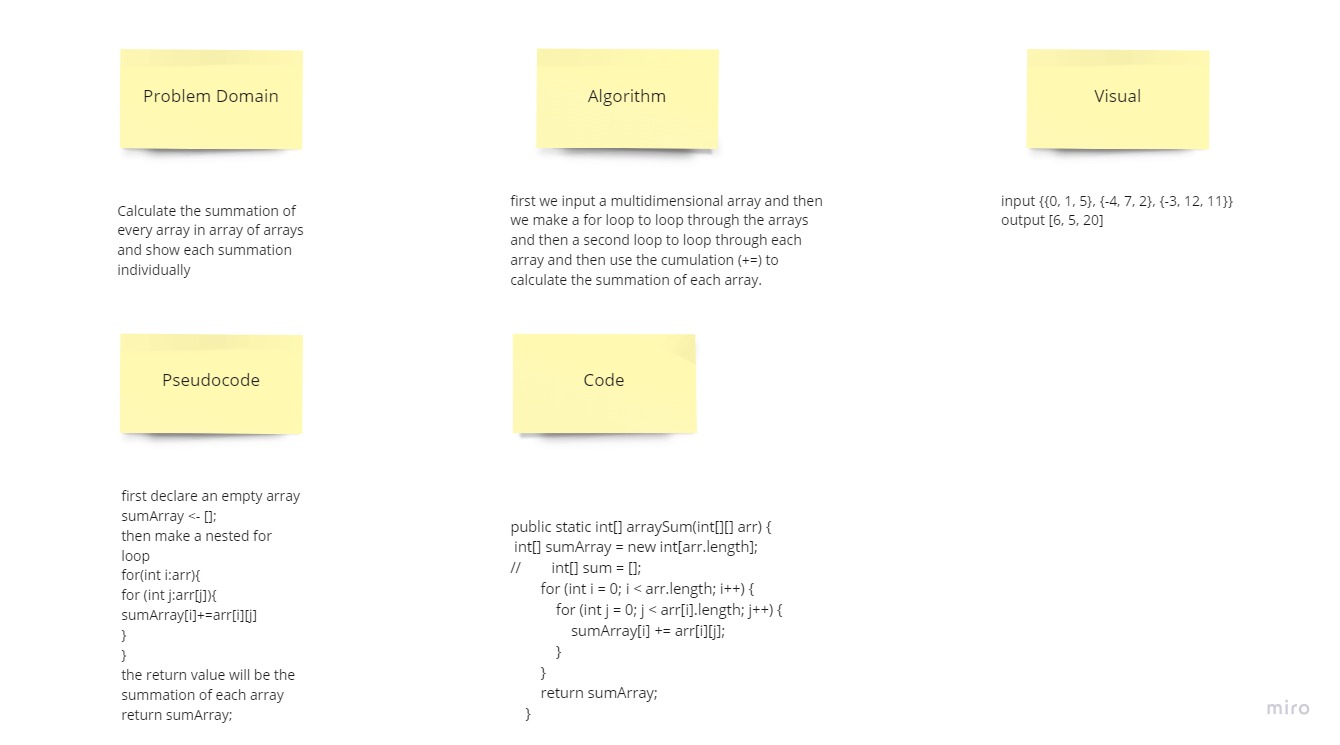 Problem Domain
Algorithm
Visual
Calculate the summation of
every array in array of arrays
and show each summation
individually
first we input a multidimensional array and then
we make a for loop to loop through the arrays
and then a second loop to loop through each
array and then use the cumulation (+=) to
calculate the summation of each array.
input {{0, 1, 5}, {-4, 7, 2}, {-3, 12, 11}}
output [6, 5, 20]
Pseudocode
Code
first declare an empty array
sumArray <- [];
then make a nested for
loop
for(int i:arr){
for (int j:arr[j]){
sumArray[i]+=arr[i][j]
}
}
the return value will be the
summation of each array
return sumArray;
public static int[] arraySum(int[][] arr) {
int[] sumArray = new int[arr.length];
// int[] sum = [];
for (int i = 0; i < arr.length; i++) {
for (int j = 0; j < arr[i].length; j++) {
sumArray[i] += arr[i][j];
}
}
return sumArray;
}
miro